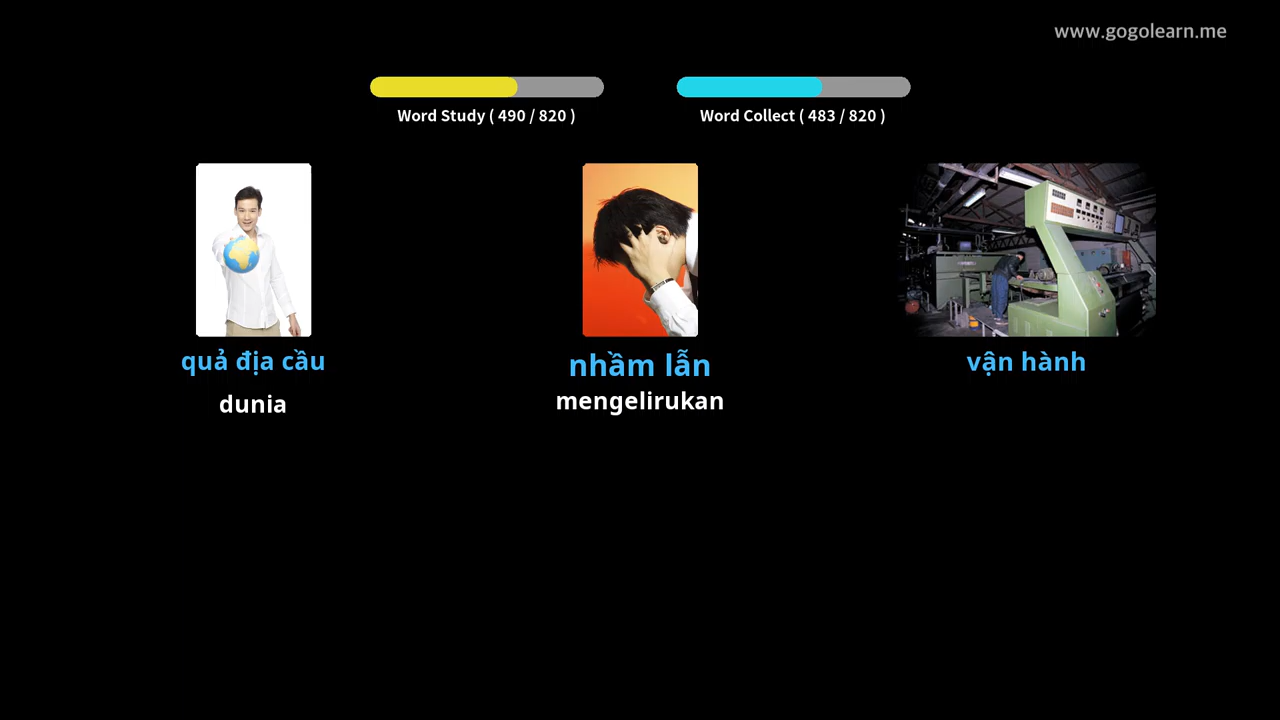 www.gogolearn.me
Word Study ( 490 / 820 )
Word Collect ( 483 / 820 )
quả địa cầu
nhầm lẫn
vận hành
dunia
mengelirukan